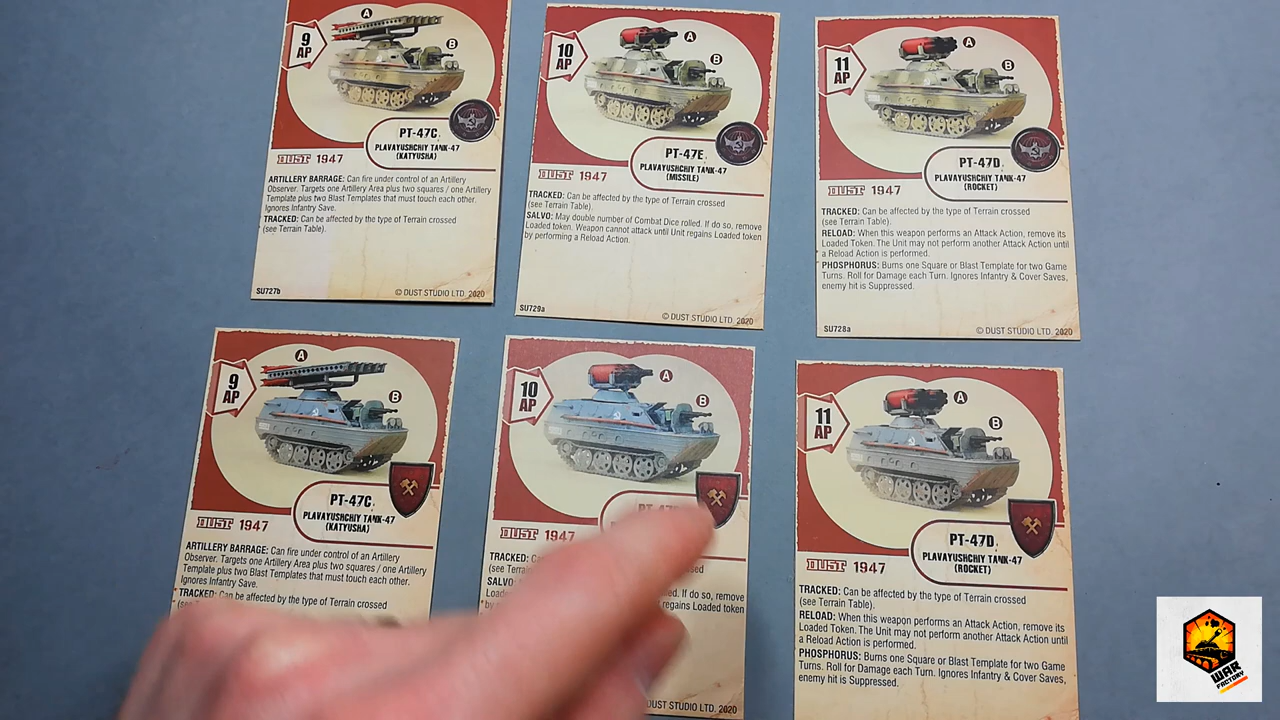 9
AP
A
B
PT-47C
PLAVAYUSHCHIY TANK-47
(KATYUSHA)
DUST 1947
ARTILLERY BARRAGE: Can fire under control of an Artillery
Observer. Targets one Artillery Area plus two squares / one Artillery
Template plus two Blast Templates that must touch each other.
Ignores Infantry Save.
TRACKED: Can be affected by the type of Terrain crossed
(see Terrain Table).
SU727b
© DUST STUDIO LTD. 2020
10
AP
A
B
PT-47E
PLAVAYUSHCHIY TANK-47
(MISSILE)
DUST 1947
TRACKED: Can be affected by the type of Terrain crossed
(see Terrain Table).
SALVO: May double number of Combat Dice rolled. If do so, remove
Loaded token. Weapon cannot attack until Unit regains Loaded token
by performing a Reload Action.
SU729a
© DUST STUDIO LTD. 2020
11
AP
A
B
PT-47D
PLAVAYUSHCHIY TANK-47
(ROCKET)
DUST 1947
TRACKED: Can be affected by the type of Terrain crossed
(see Terrain Table).
RELOAD: When this weapon performs an Attack Action, remove its
Loaded Token. The Unit may not perform another Attack Action until
a Reload Action is performed.
PHOSPHORUS: Burns one Square or Blast Template for two Game
Turns. Roll for Damage each Turn. Ignores Infantry & Cover Saves,
enemy hit is Suppressed.
SU728a
© DUST STUDIO LTD. 2020
9
AP
A
B
PT-47C
PLAVAYUSHCHIY TANK-47
(KATYUSHA)
DUST 1947
ARTILLERY BARRAGE: Can fire under control of an Artillery
Observer. Targets one Artillery Area plus two squares / one Artillery
Template plus two Blast Templates that must touch each other.
Ignores Infantry Save.
TRACKED: Can be affected by the type of Terrain crossed
10
AP
A
B
DUST 1947
TRACKED:
(see
SALVO
If do so, remove
regains Loaded token
DUST STUDIO LTD. 2020
11
AP
A
B
PT-47D
PLAVAYUSHCHIY TANK-47
(ROCKET)
DUST 1947
TRACKED: Can be affected by the type of Terrain crossed
(see Terrain Table).
RELOAD: When this weapon performs an Attack Action, remove its
Loaded Token. The Unit may not perform another Attack Action until
a Reload Action is performed.
PHOSPHORUS: Burns one Square or Blast Template for two Game
Turns. Roll for Damage each Turn. Ignores Infantry & Cover Saves,
enemy hit is Suppressed.
WAR
FACTORY